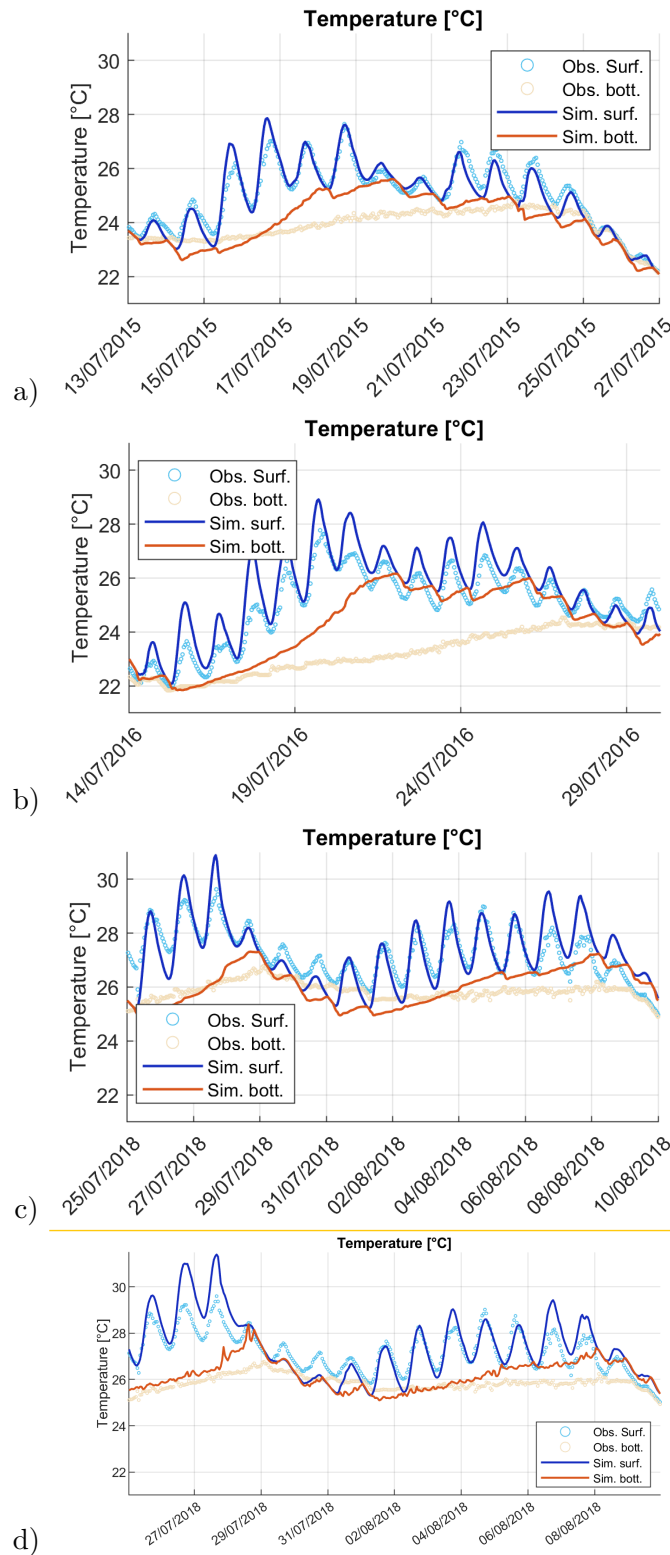 Temperature [°C]
30
28
26
24
22
Temperature [°C]
Obs. Surf.
Obs bott.
Sim. surf.
Sim. bott.
13/07/2015
15/07/2015
17/07/2015
19/07/2015
21/07/2015
23/07/2015
25/07/2015
27/07/2015
a)
Temperature [°C]
30
28
26
24
22
Temperature [°C]
Obs. Surf.
Obs bott.
Sim. surf.
Sim. bott.
14/07/2016
19/07/2016
24/07/2016
29/07/2016
b)
Temperature [°C]
30
28
26
24
22
Temperature [°C]
Obs. Surf.
Obs bott.
Sim. surf.
Sim. bott.
25/07/2018
27/07/2018
29/07/2018
31/07/2018
02/08/2018
04/08/2018
06/08/2018
08/08/2018
10/08/2018
c)
Temperature [°C]
30
28
26
24
22
Temperature [°C]
Obs. Surf.
Obs bott.
Sim. surf.
Sim. bott.
27/07/2018
29/07/2018
31/07/2018
02/08/2018
04/08/2018
06/08/2018
08/08/2018
d)